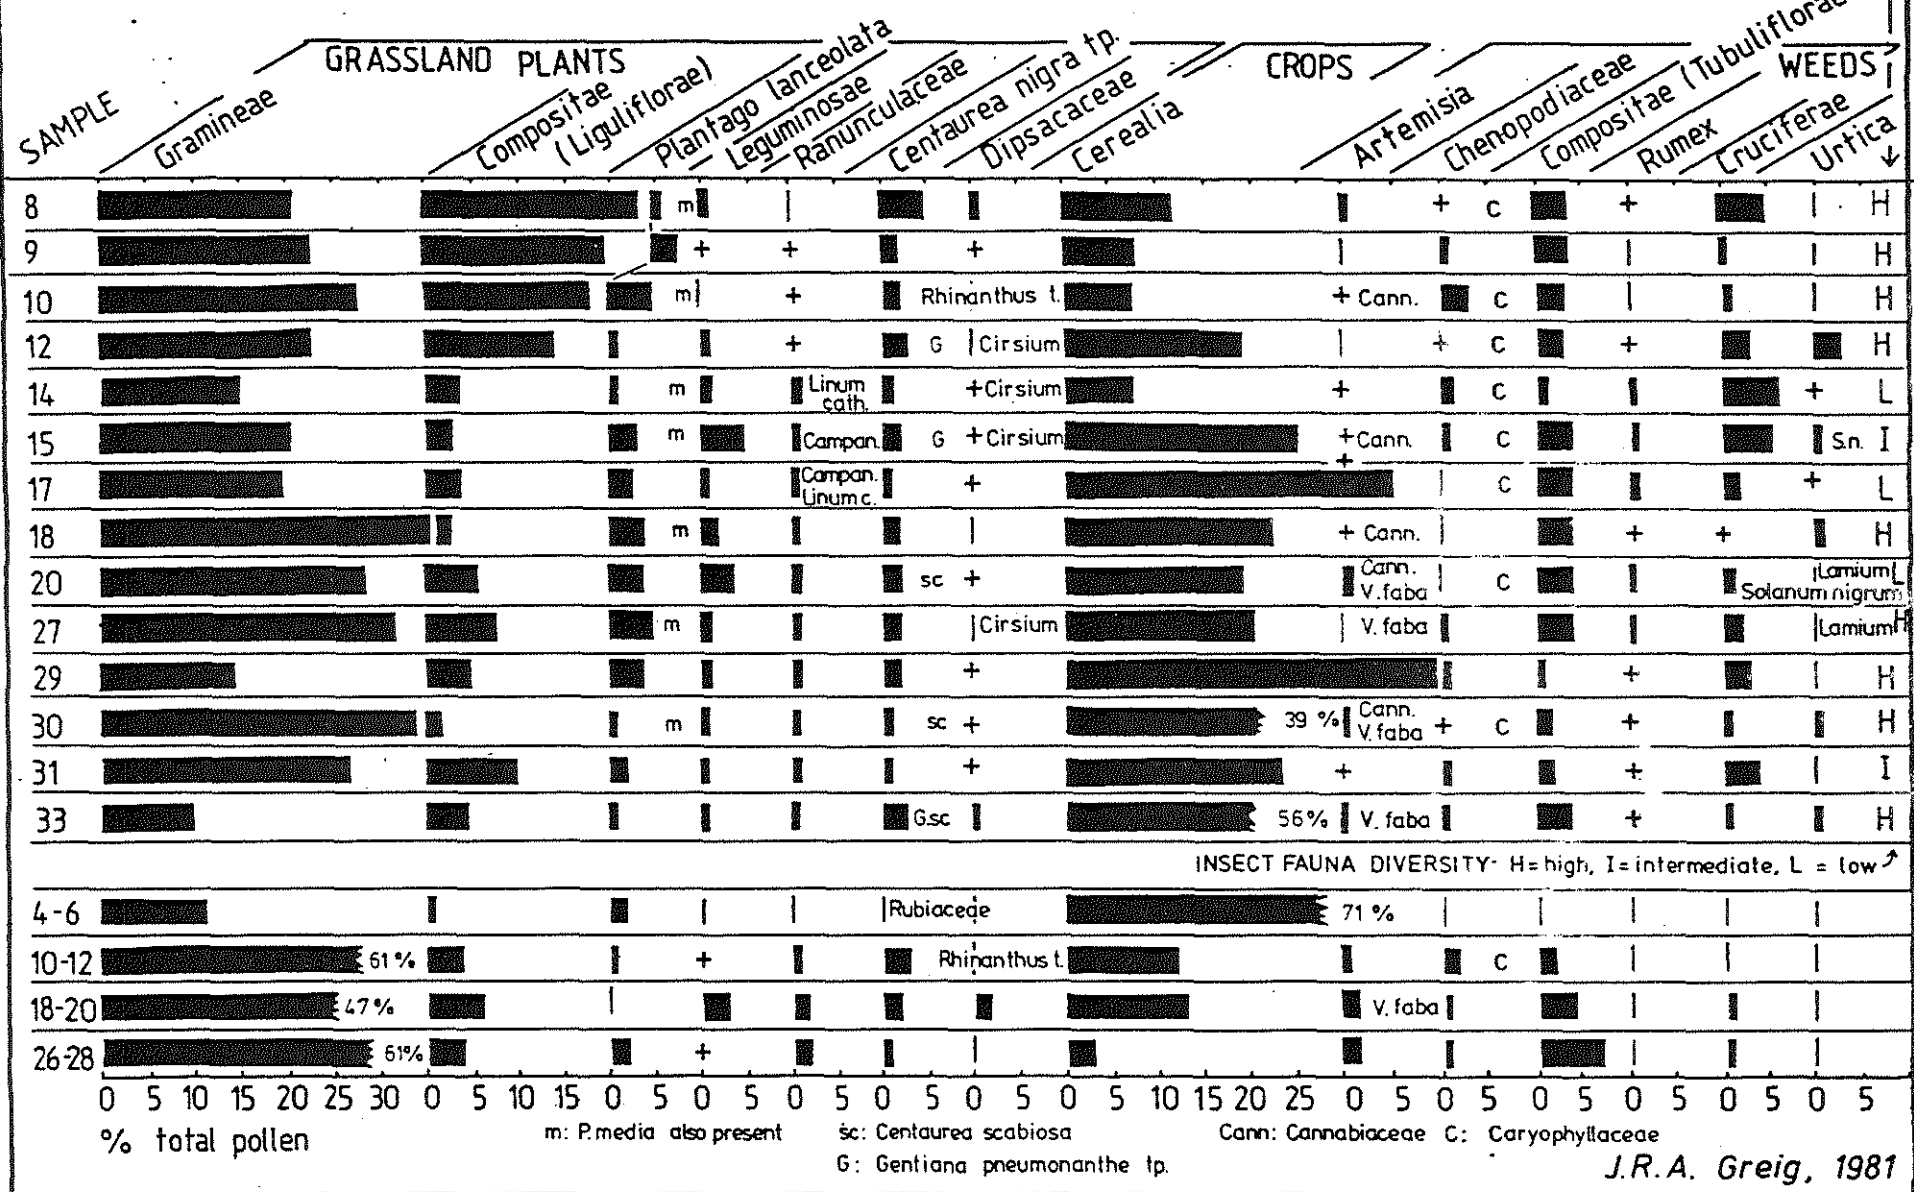 GRASSLAND PLANTS CROPS WEEDS
SAMPLE
Gramineae
Compositae
(Liguliflorae)
Plantago lanceolata
Leguminosae
Ranunculaceae
Centaurea nigra tp.
Dipsacaceae
Cerealia
Artemisia
Chenopodiaceae
Compositae (Tubuliflorae
Rumex
Cruciferae
Urtica
8 m + c + H
9 + + + H
10 m + Rhinanthus t. + Cann. C H
12 + G Cirsium + C + H
14 m Linum cath. + Cirsium + C + L
15 m Campan. G + Cirsium + Cann. C S.n. I
17 Campan. Linum c. + + C + L
18 m + Cann. + + H
20 sc + Cann. V. faba C Lamium Solanum nigrum L
27 m Cirsium V. faba Lamium H
29 + + H
30 m sc + 39 % Cann. V. faba + C + H
31 + + + I
33 G.sc 56% V. faba + H
INSECT FAUNA DIVERSITY- H=high, I=intermediate, L = low
4-6 Rubiaceae 71 %
10-12 61 % + Rhinanthus t. C
18-20 47% V. faba
26-28 61% +
0 5 10 15 20 25 30 0 5 10 15 0 5 0 5 0 5 0 5 0 5 0 5 10 15 20 25 0 5 0 5 0 5 0 5 0 5 0 5
% total pollen
m: P. media also present sc: Centaurea scabiosa Cann: Cannabiaceae C: Caryophyllaceae
G: Gentiana pneumonanthe tp.
J.R.A. Greig, 1981